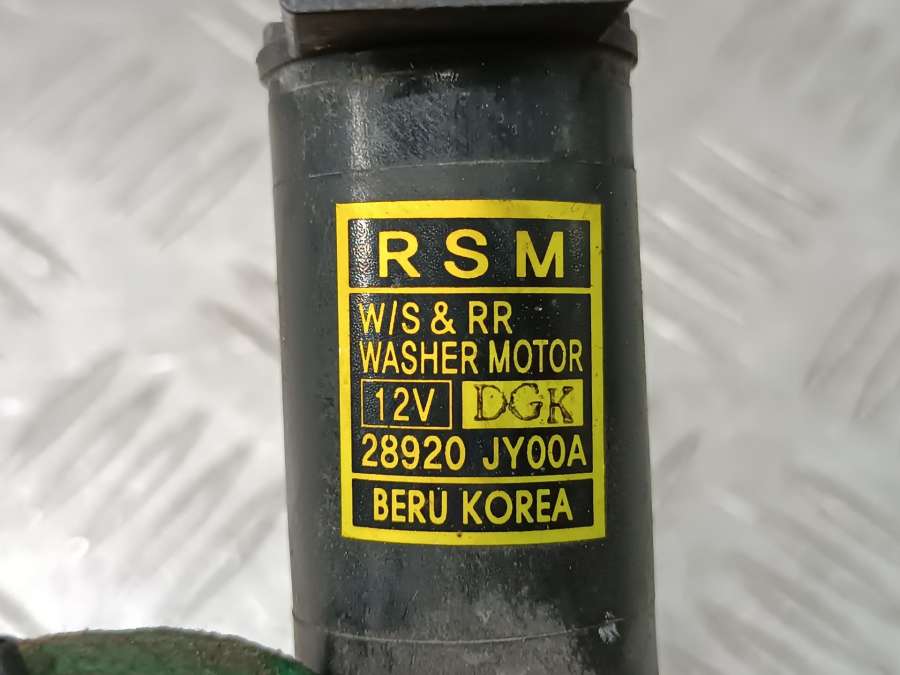 RSM
W/S & RR
WASHER MOTOR
12V DGK
28920 JY00A
BERU KOREA